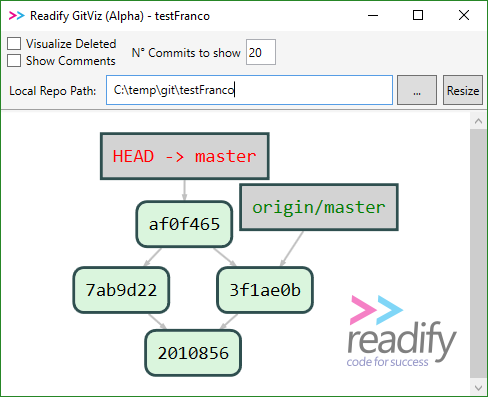 Readify GitViz (Alpha) - testFranco
Visualize Deleted
Show Comments
N° Commits to show 20
Local Repo Path: C:\temp\git\testFranco ... Resize
HEAD -> master
origin/master
af0f465
7ab9d22 3f1ae0b
2010856
readify
code for success